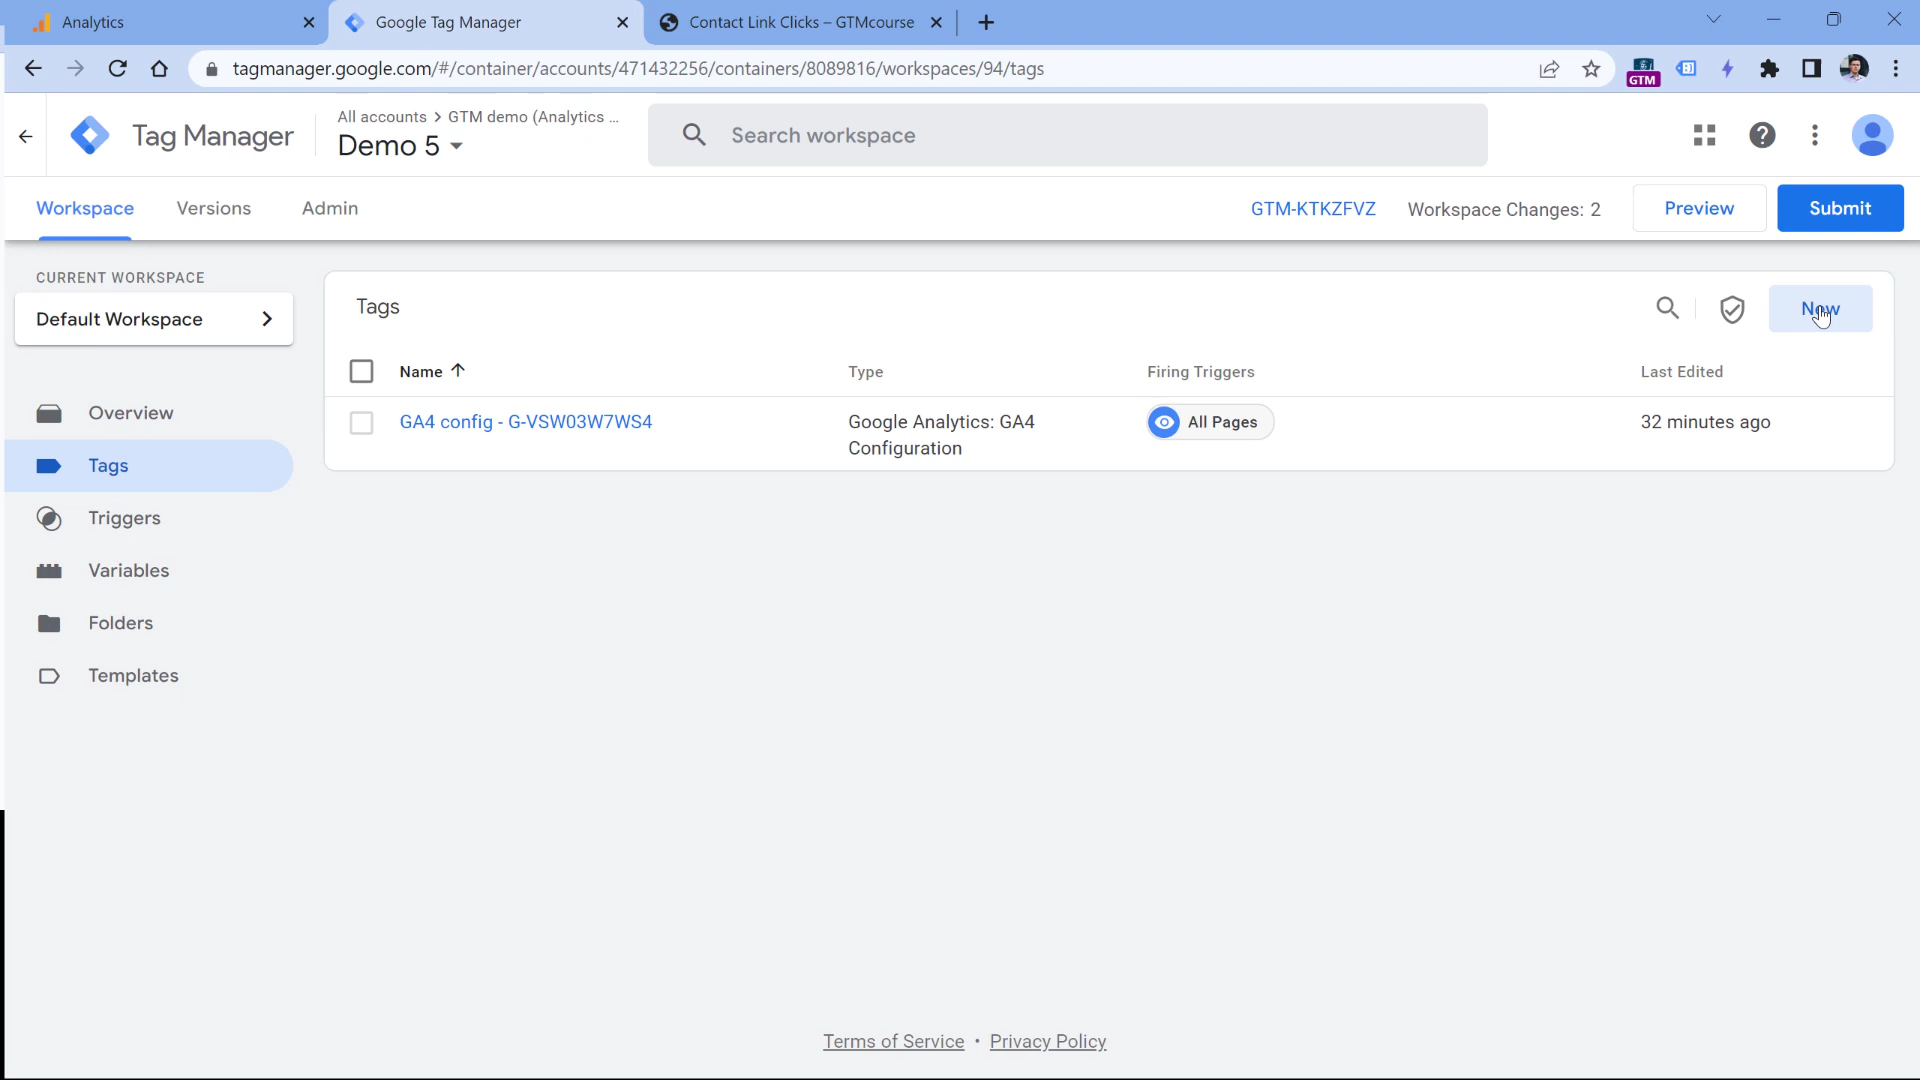 Analytics
Google Tag Manager
Contact Link Clicks – GTMcourse
tagmanager.google.com/#/container/accounts/471432256/containers/8089816/workspaces/94/tags
GTM
Tag Manager
All accounts > GTM demo (Analytics ...
Demo 5
Search workspace
Workspace
Versions
Admin
GTM-KTKZFVZ
Workspace Changes: 2
Preview
Submit
CURRENT WORKSPACE
Default Workspace
Overview
Tags
Triggers
Variables
Folders
Templates
Tags
New
Name
Type
Firing Triggers
Last Edited
GA4 config - G-VSW03W7WS4
Google Analytics: GA4
Configuration
All Pages
32 minutes ago
Terms of Service • Privacy Policy